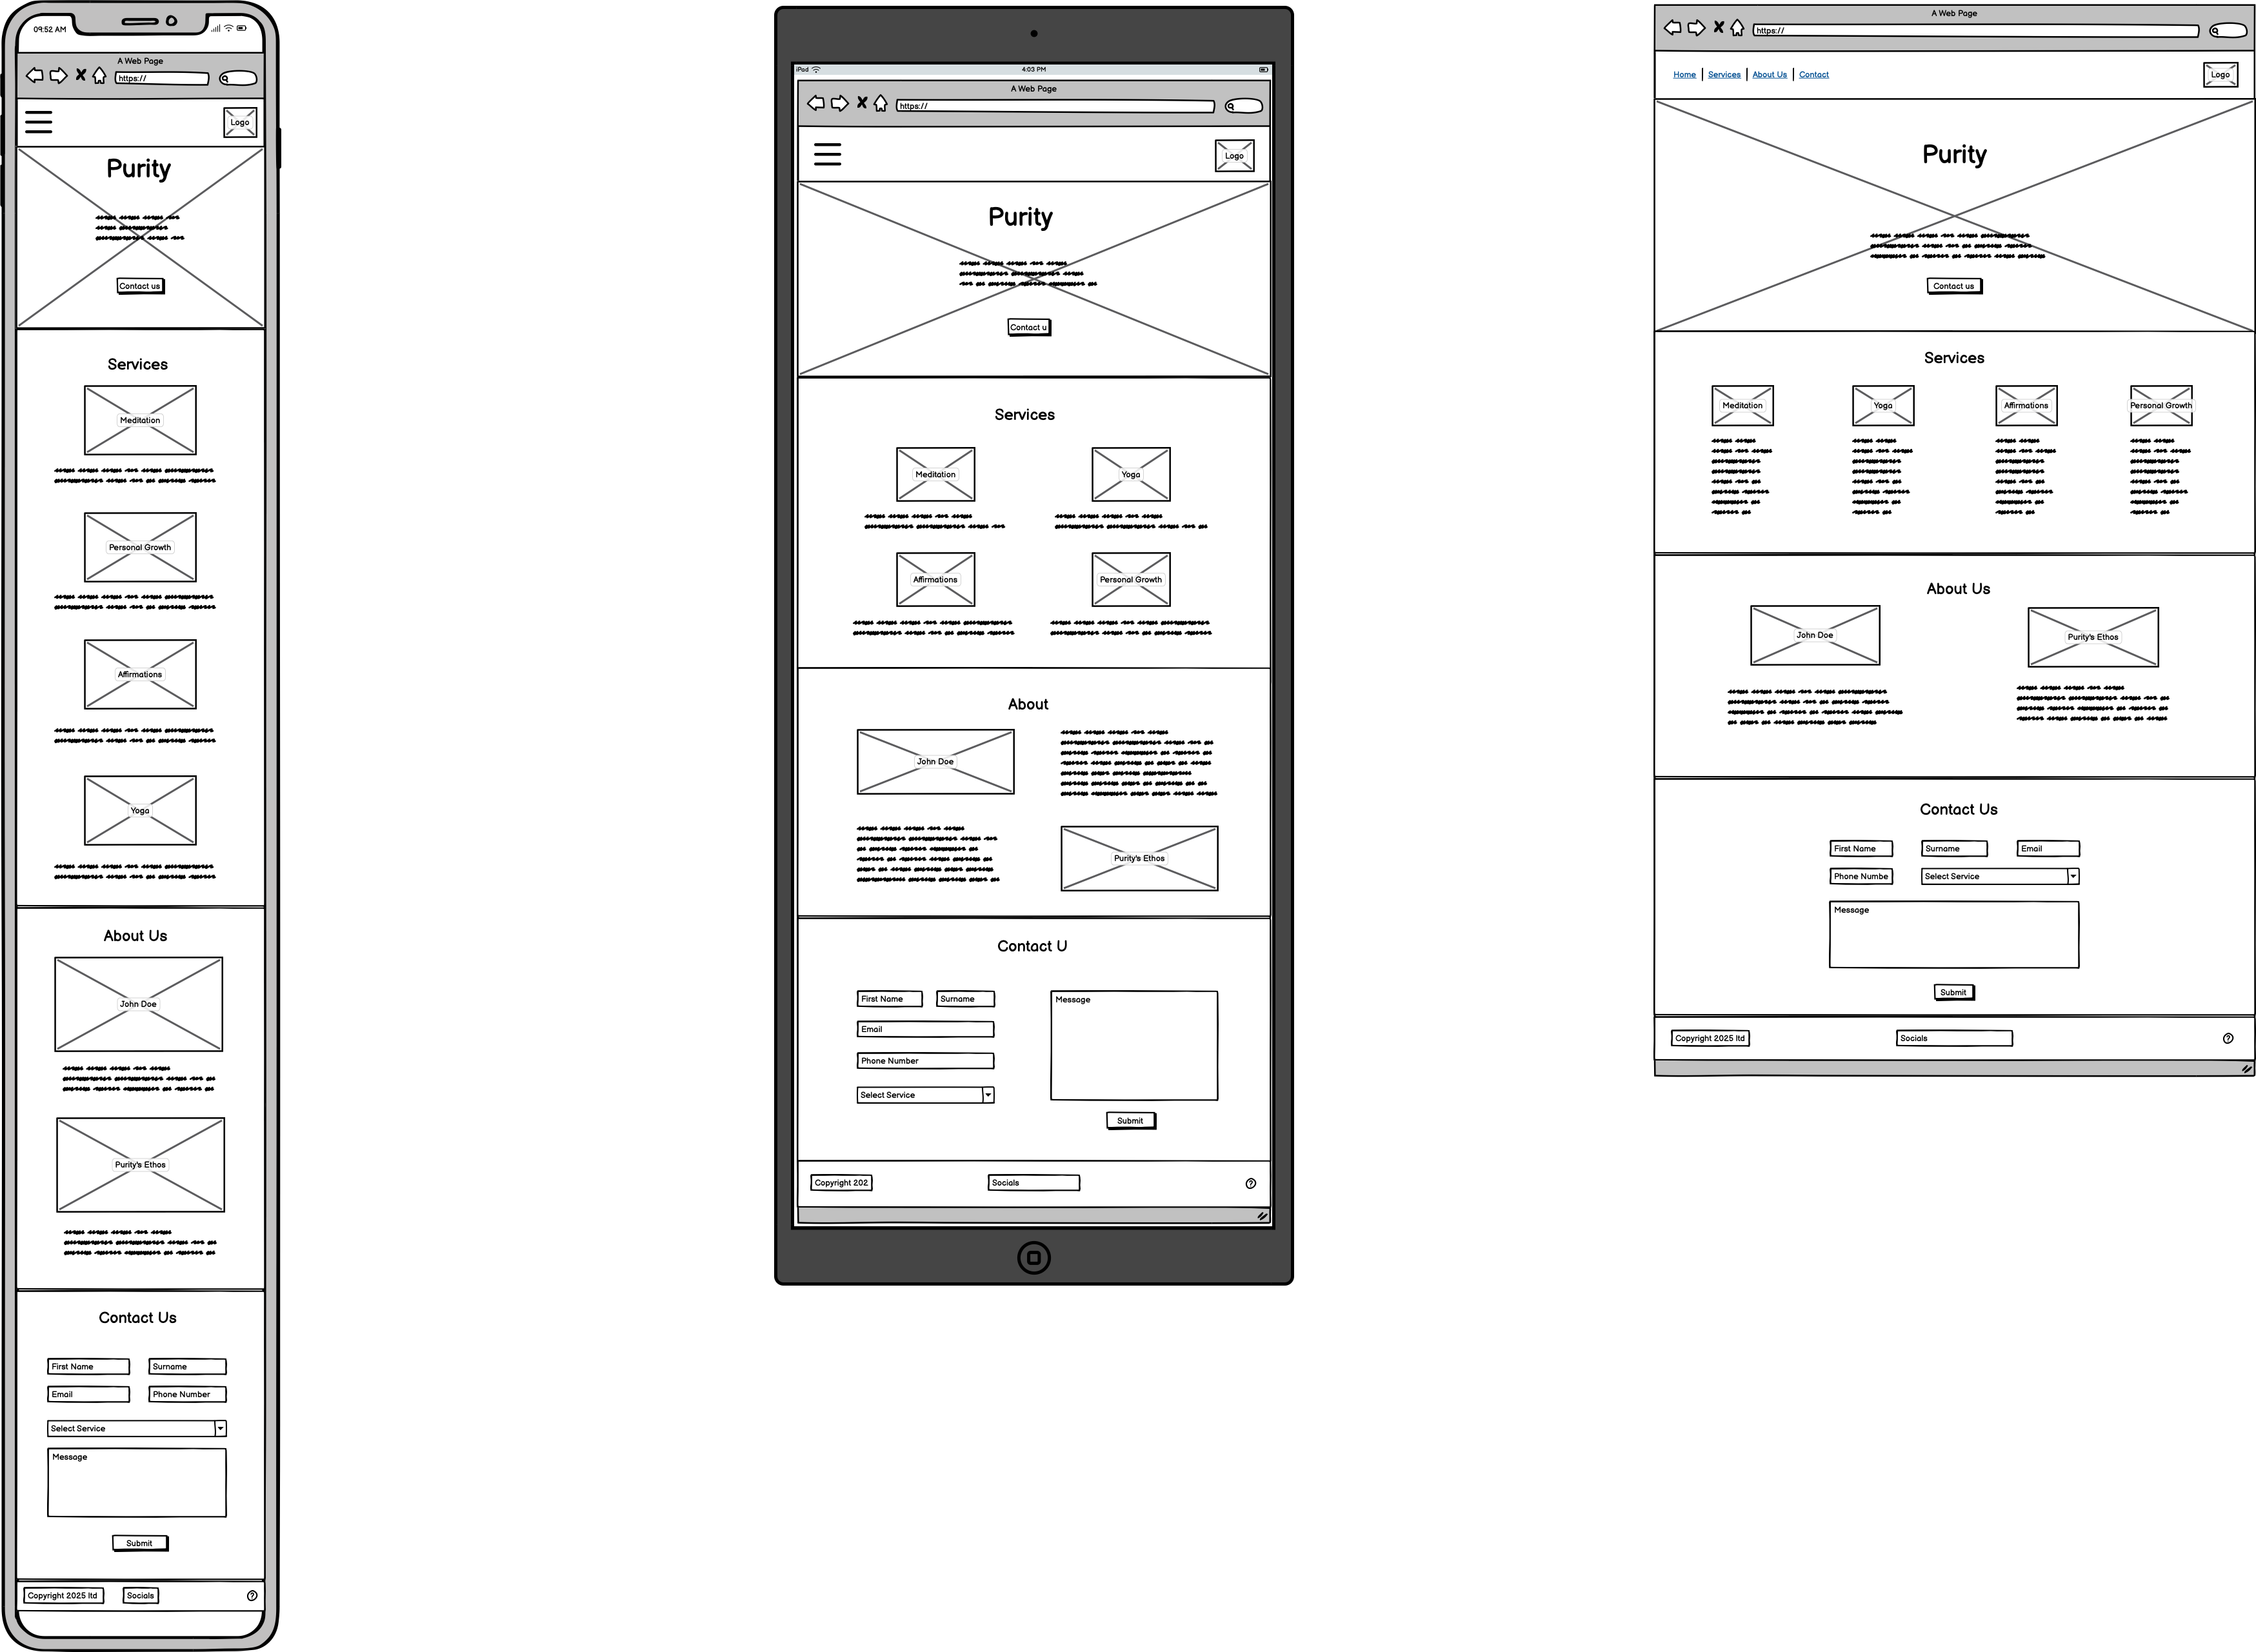 09:52 AM
A Web Page
https://
Logo
Purity
Contact us
Services
Meditation
Personal Growth
Affirmations
Yoga
About Us
John Doe
Purity's Ethos
Contact Us
First Name
Surname
Email
Phone Number
Select Service
Message
Submit
Copyright 2025 ltd
Socials
?
iPad
4:03 PM
A Web Page
https://
Logo
Purity
Contact u
Services
Meditation
Yoga
Affirmations
Personal Growth
About
John Doe
Purity's Ethos
Contact U
First Name
Surname
Email
Phone Number
Select Service
Message
Submit
Copyright 202
Socials
?
A Web Page
https://
Home | Services | About Us | Contact
Logo
Purity
Contact us
Services
Meditation
Yoga
Affirmations
Personal Growth
About Us
John Doe
Purity's Ethos
Contact Us
First Name
Surname
Email
Phone Numbe
Select Service
Message
Submit
Copyright 2025 ltd
Socials
?